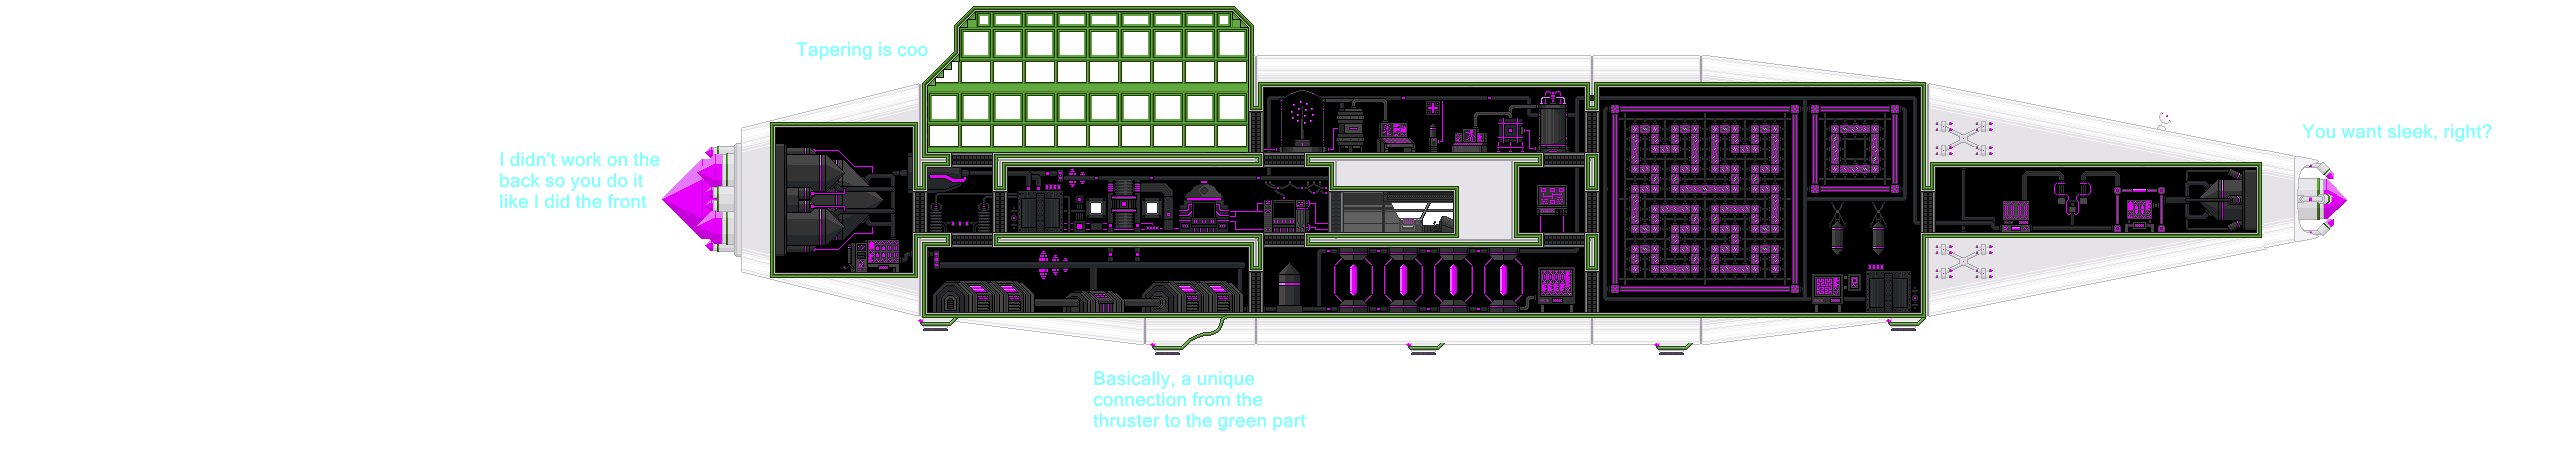 Tapering is coo
You want sleek, right?
I didn't work on the
back so you do it
like I did the front
Basically, a unique
connection from the
thruster to the green part